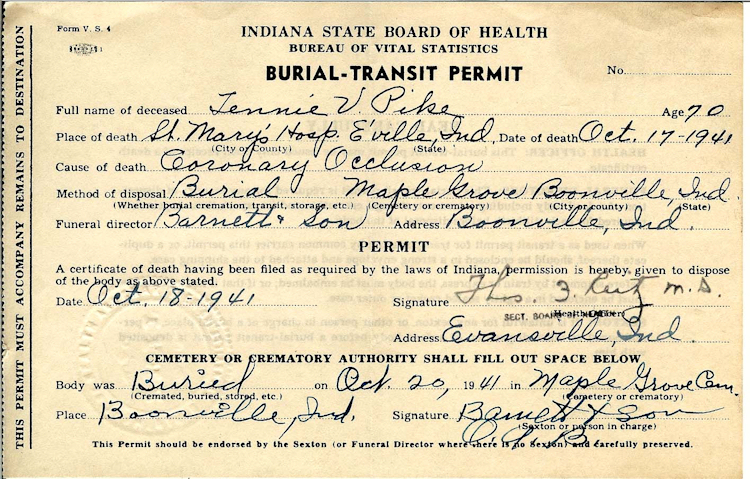 Form V. S. 4
INDIANA STATE BOARD OF HEALTH
BUREAU OF VITAL STATISTICS
BURIAL-TRANSIT PERMIT
No.
Full name of deceased Jennie V. Pike Age 70
Place of death St. Mary's Hosp. E'ville, Ind. Date of death Oct. 17-1941
(City or County) (State)
Cause of death Coronary Occlusion
Method of disposal Burial Maple Grove Boonville, Ind.
(Whether burial cremation, transit, storage, etc.) (Cemetery or crematory) (City or county) (State)
Funeral director Barnett & Son Address Boonville, Ind.
PERMIT
A certificate of death having been filed as required by the laws of Indiana, permission is hereby given to dispose
of the body as above stated.
Date Oct. 18-1941 Signature Thos M.D.
SECT. BOARD Health Officer
Address Evansville, Ind.
CEMETERY OR CREMATORY AUTHORITY SHALL FILL OUT SPACE BELOW
Body was Buried on Oct 20, 1941 in Maple Grove Cem.
(Cremated, buried, stored, etc.) (Cemetery or crematory)
Place Boonville, Ind. Signature Barnett & Son
(Sexton or person in charge)
This Permit should be endorsed by the Sexton (or Funeral Director where there is no Sexton) and carefully preserved.
THIS PERMIT MUST ACCOMPANY REMAINS TO DESTINATION